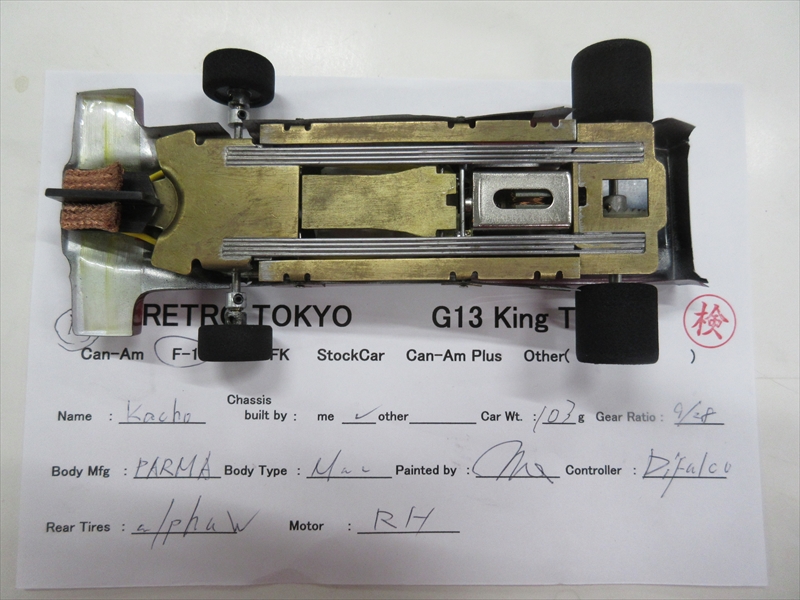 RETRO TOKYO G13 King T
検
Can-Am F-1 FK StockCar Can-Am Plus Other( )
Name : Kacho Chassis built by : me ✓ other Car Wt. : 103 g Gear Ratio : 9/28
Body Mfg : PARMA Body Type : Mac Painted by : Me Controller : Difalco
Rear Tires : alphaW Motor : RH